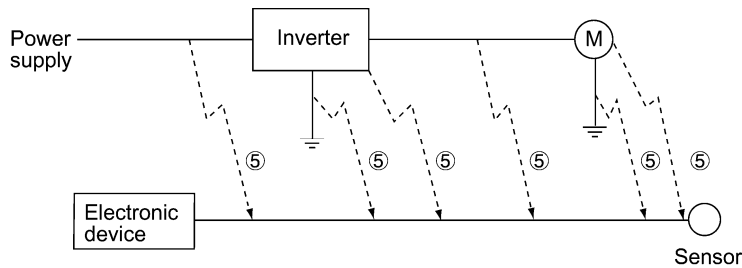 Power
supply
Inverter
M
⑤ ⑤ ⑤ ⑤ ⑤ ⑤
Electronic
device
Sensor